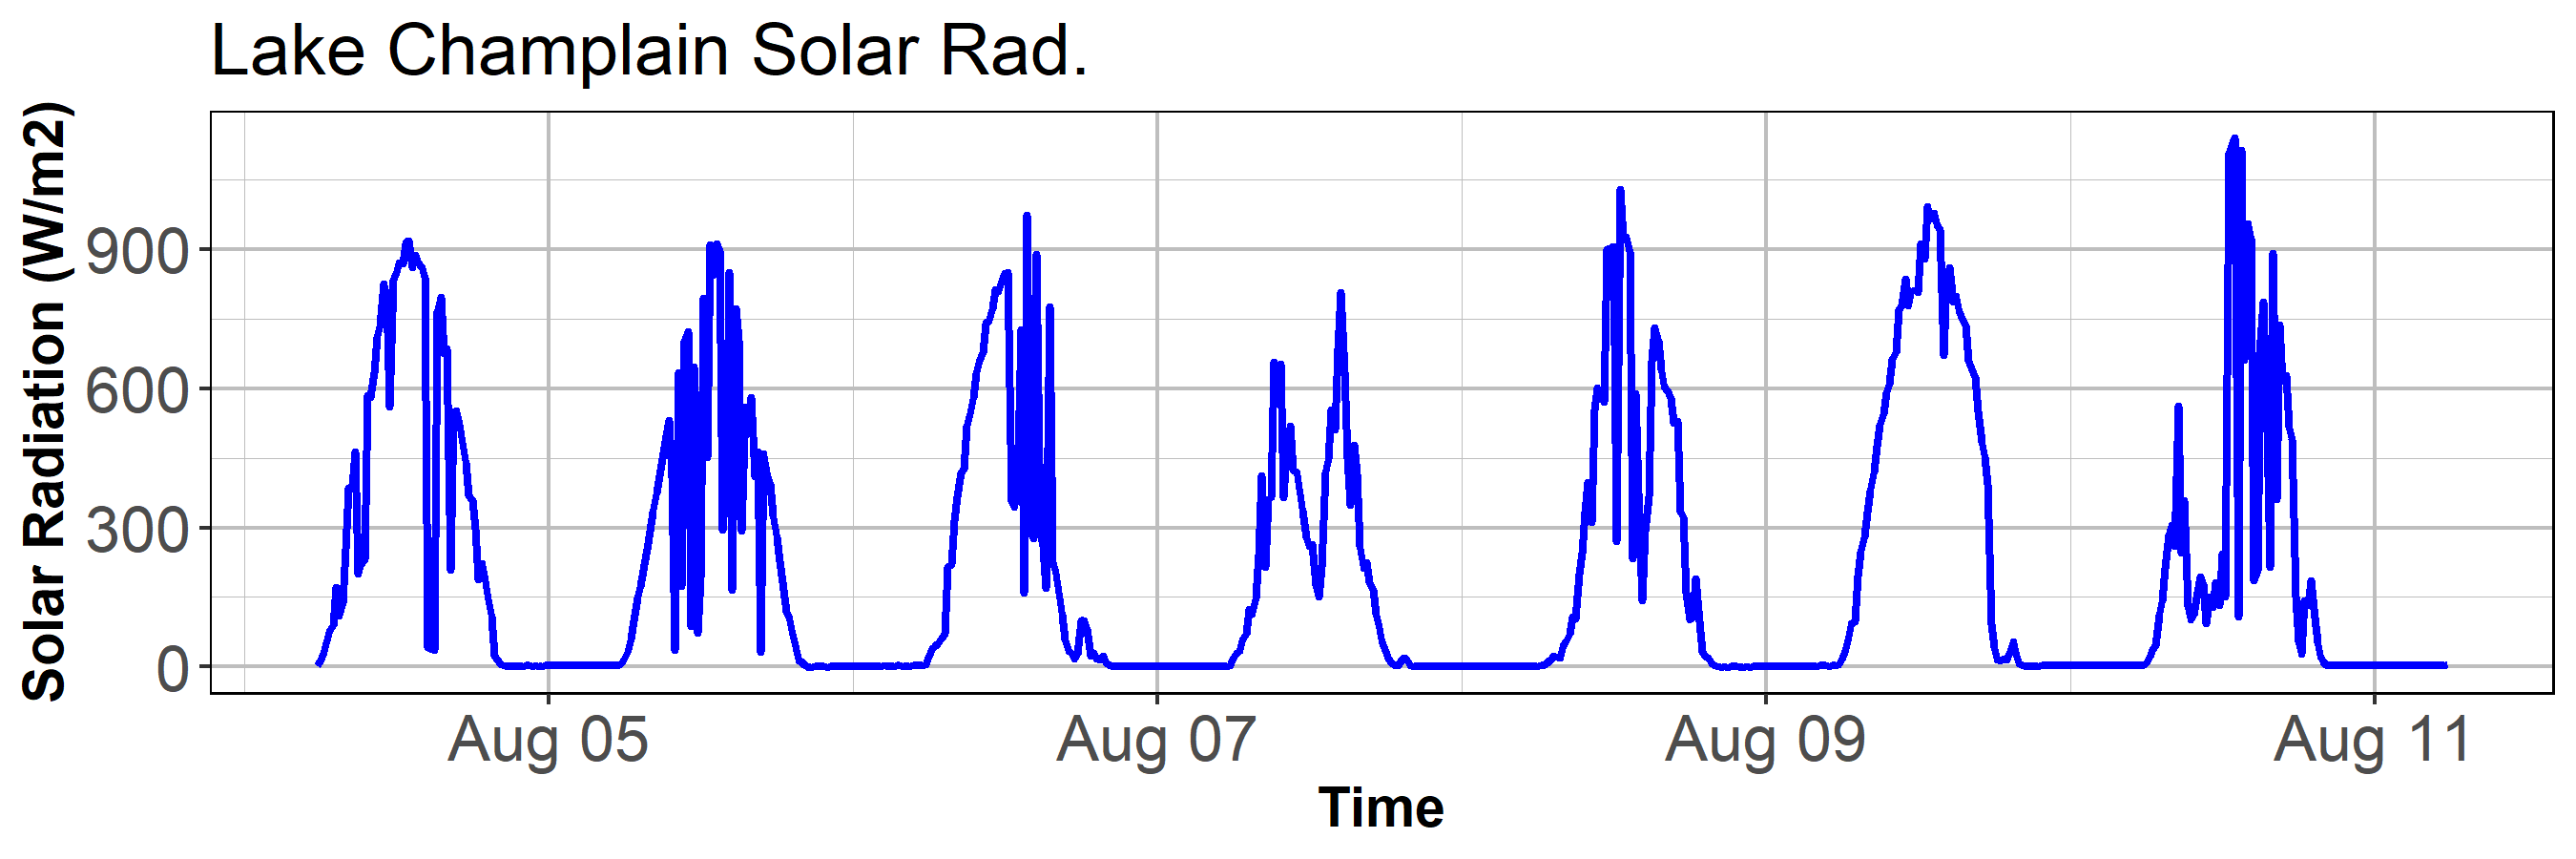 Lake Champlain Solar Rad.
Solar Radiation (W/m2)
900
600
300
0
Aug 05 Aug 07 Aug 09 Aug 11
Time